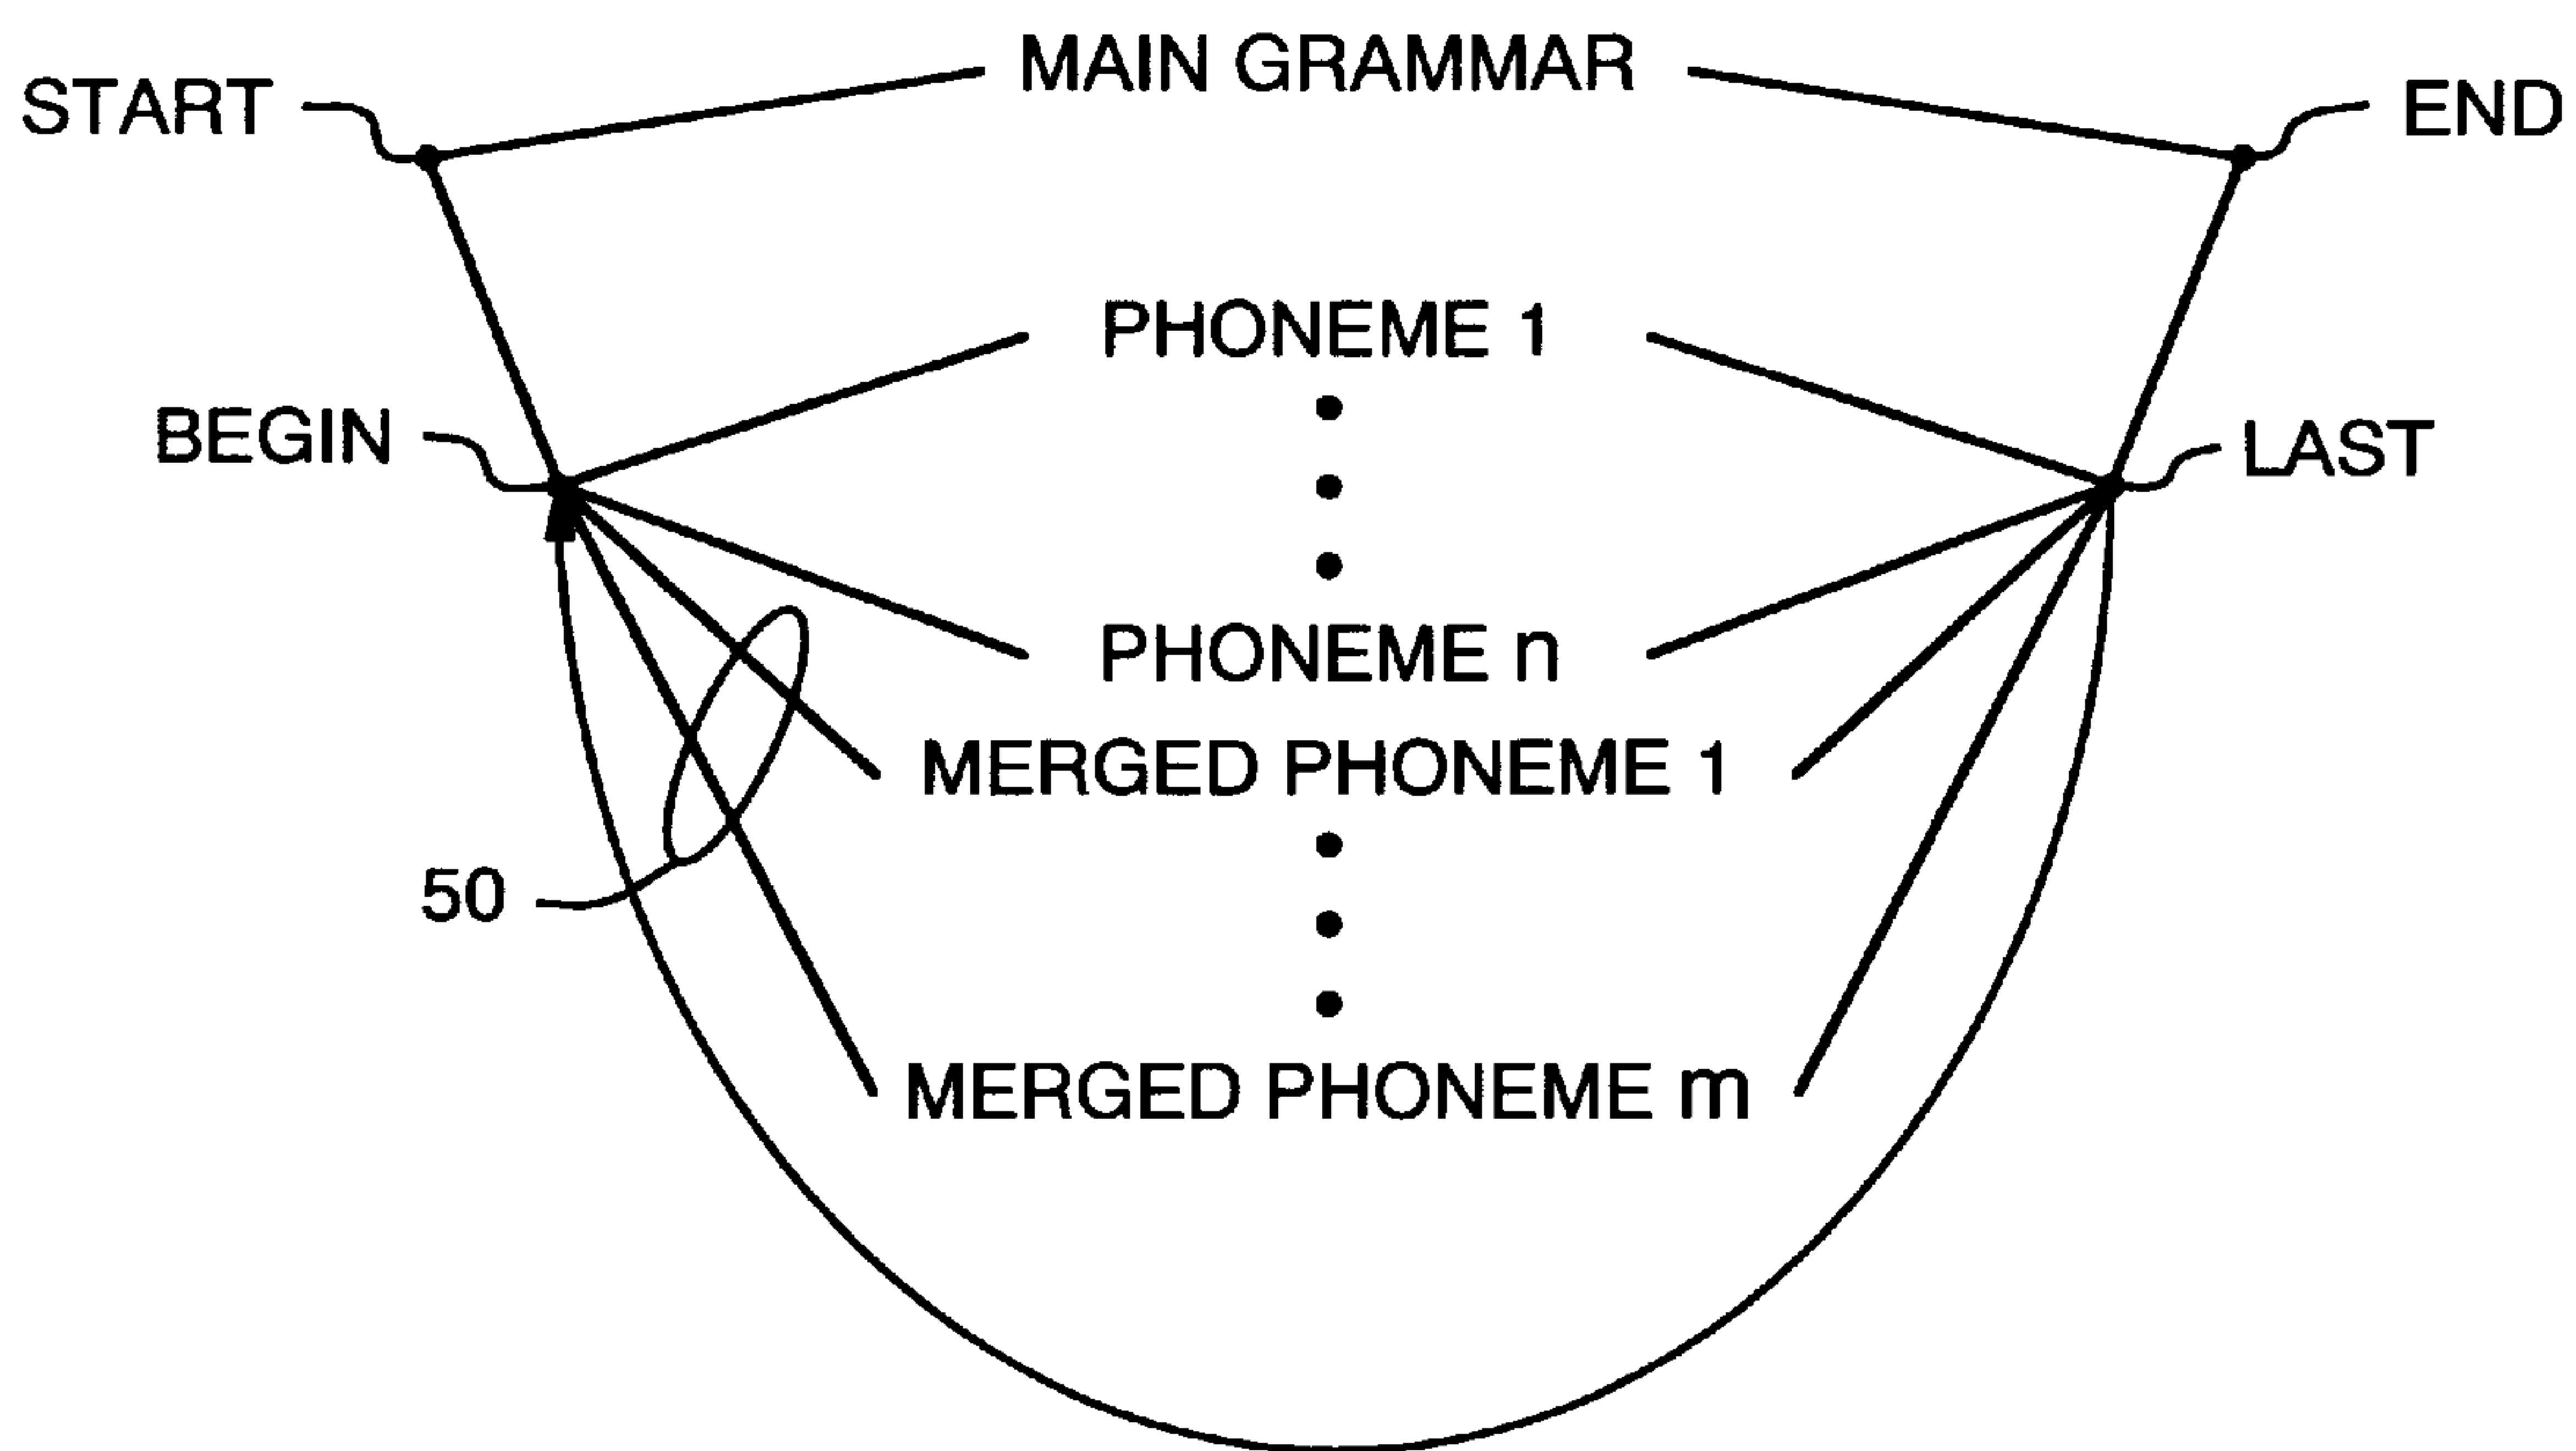 MAIN GRAMMAR
START
END
PHONEME 1
BEGIN
LAST
PHONEME n
MERGED PHONEME 1
50
MERGED PHONEME m